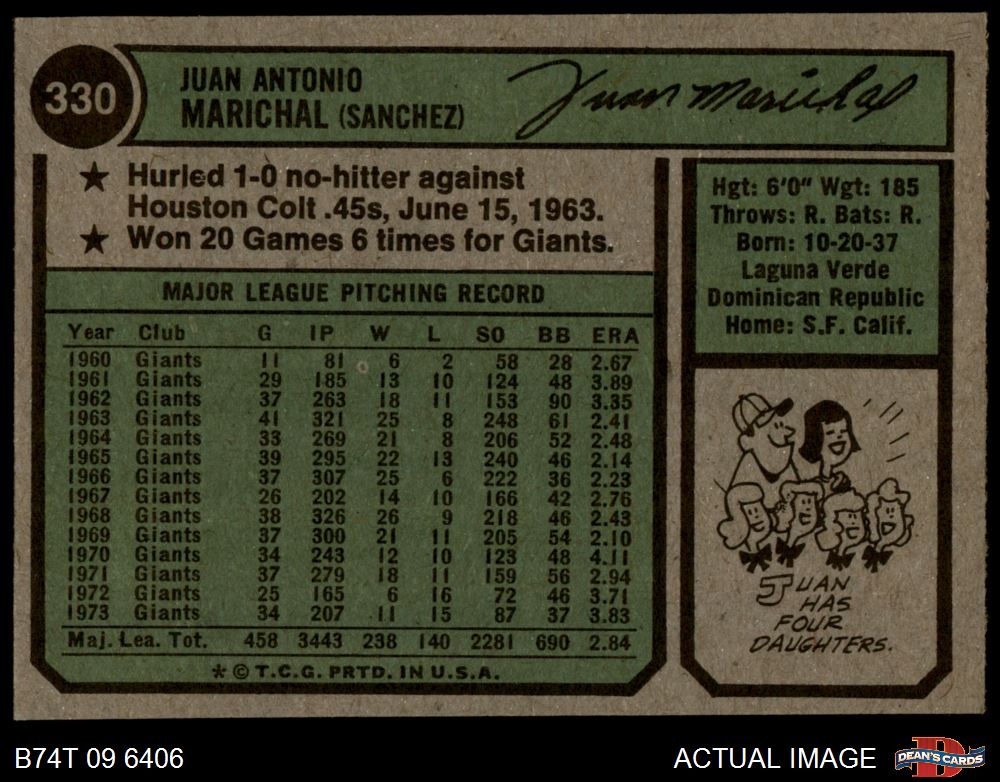 330
JUAN ANTONIO
MARICHAL (SANCHEZ)
Juan Marichal
★ Hurled 1-0 no-hitter against
Houston Colt .45s, June 15, 1963.
★ Won 20 Games 6 times for Giants.
MAJOR LEAGUE PITCHING RECORD
Year Club G IP W L SO BB ERA
1960 Giants 11 81 6 2 58 28 2.67
1961 Giants 29 185 13 10 124 48 3.89
1962 Giants 37 263 18 11 153 90 3.35
1963 Giants 41 321 25 8 248 61 2.41
1964 Giants 33 269 21 8 206 52 2.48
1965 Giants 39 295 22 13 240 46 2.14
1966 Giants 37 307 25 6 222 36 2.23
1967 Giants 26 202 14 10 166 42 2.76
1968 Giants 38 326 26 9 218 46 2.43
1969 Giants 37 300 21 11 205 54 2.10
1970 Giants 34 243 12 10 123 48 4.11
1971 Giants 37 279 18 11 159 56 2.94
1972 Giants 25 165 6 16 72 46 3.71
1973 Giants 34 207 11 15 87 37 3.83
Maj. Lea. Tot. 458 3443 238 140 2281 690 2.84
* © T.C.G. PRTD. IN U.S.A.
Hgt: 6'0" Wgt: 185
Throws: R. Bats: R.
Born: 10-20-37
Laguna Verde
Dominican Republic
Home: S.F. Calif.
JUAN
HAS
FOUR
DAUGHTERS.
B74T 09 6406
ACTUAL IMAGE
D
DEAN'S CARDS